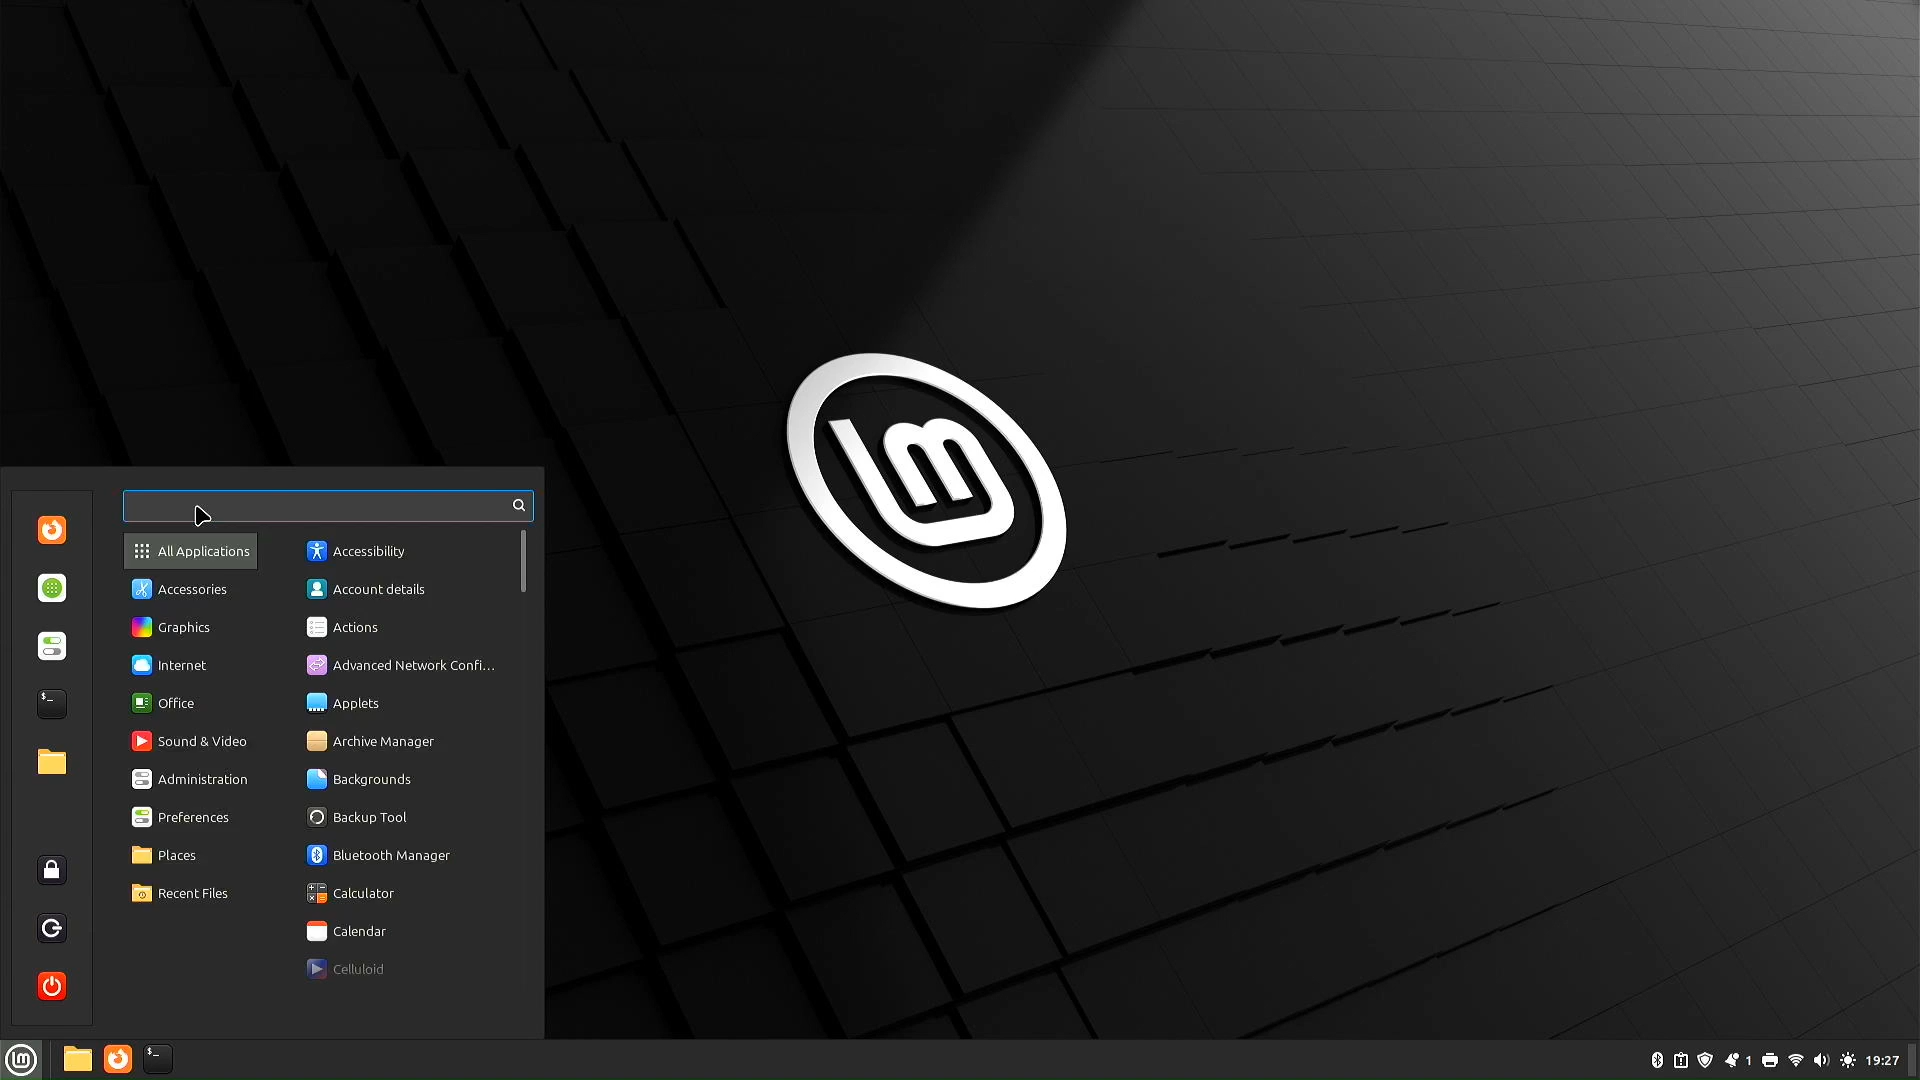 All Applications
Accessories
Graphics
Internet
Office
Sound & Video
Administration
Preferences
Places
Recent Files
Accessibility
Account details
Actions
Advanced Network Confi…
Applets
Archive Manager
Backgrounds
Backup Tool
Bluetooth Manager
Calculator
Calendar
Celluloid
1 19:27